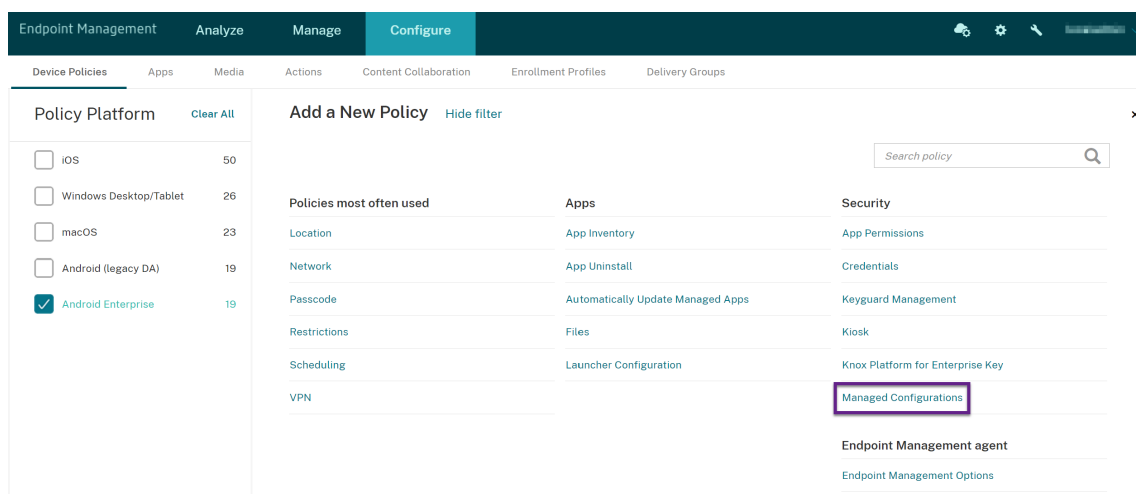 Endpoint Management Analyze Manage Configure
Device Policies Apps Media Actions Content Collaboration Enrollment Profiles Delivery Groups
Policy Platform Clear All
iOS 50
Windows Desktop/Tablet 26
macOS 23
Android (legacy DA) 19
Android Enterprise 19
Add a New Policy Hide filter
Search policy
Policies most often used
Location
Network
Passcode
Restrictions
Scheduling
VPN
Apps
App Inventory
App Uninstall
Automatically Update Managed Apps
Files
Launcher Configuration
Security
App Permissions
Credentials
Keyguard Management
Kiosk
Knox Platform for Enterprise Key
Managed Configurations
Endpoint Management agent
Endpoint Management Options